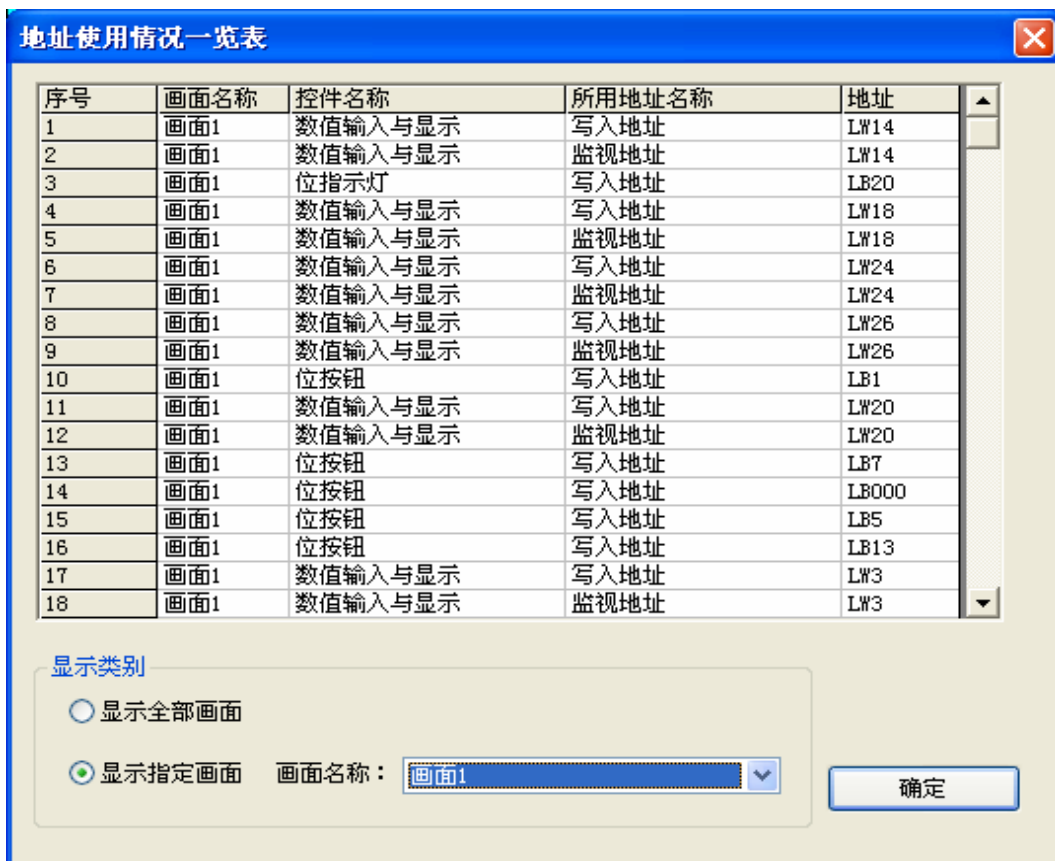 地址使用情况一览表
序号 画面名称 控件名称 所用地址名称 地址
1 画面1 数值输入与显示 写入地址 LW14
2 画面1 数值输入与显示 监视地址 LW14
3 画面1 位指示灯 写入地址 LB20
4 画面1 数值输入与显示 写入地址 LW18
5 画面1 数值输入与显示 监视地址 LW18
6 画面1 数值输入与显示 写入地址 LW24
7 画面1 数值输入与显示 监视地址 LW24
8 画面1 数值输入与显示 写入地址 LW26
9 画面1 数值输入与显示 监视地址 LW26
10 画面1 位按钮 写入地址 LB1
11 画面1 数值输入与显示 写入地址 LW20
12 画面1 数值输入与显示 监视地址 LW20
13 画面1 位按钮 写入地址 LB7
14 画面1 位按钮 写入地址 LB000
15 画面1 位按钮 写入地址 LB5
16 画面1 位按钮 写入地址 LB13
17 画面1 数值输入与显示 写入地址 LW3
18 画面1 数值输入与显示 监视地址 LW3
显示类别
显示全部画面
显示指定画面 画面名称： 画面1
确定